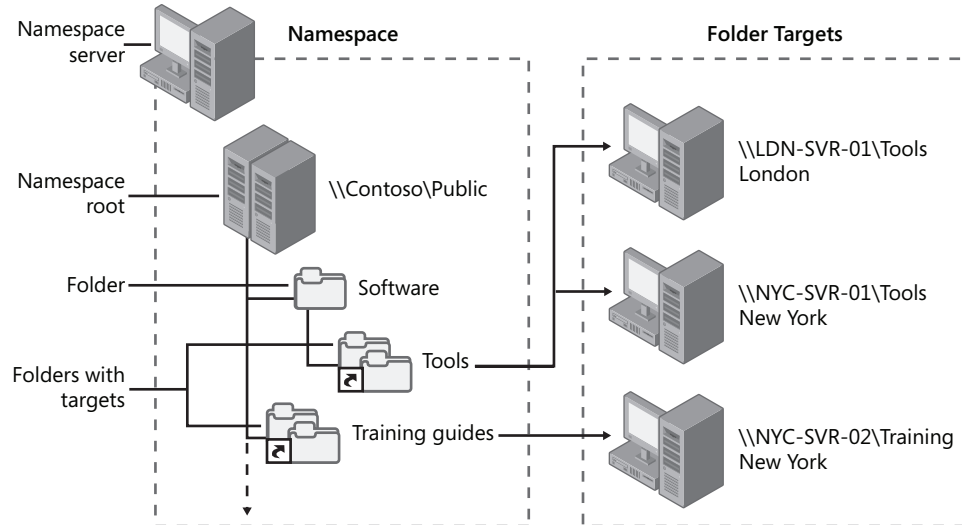 Namespace
server
Namespace
Folder Targets
Namespace
root
\\Contoso\Public
Folder
Software
Folders with
targets
Tools
Training guides
\\LDN-SVR-01\Tools
London
\\NYC-SVR-01\Tools
New York
\\NYC-SVR-02\Training
New York